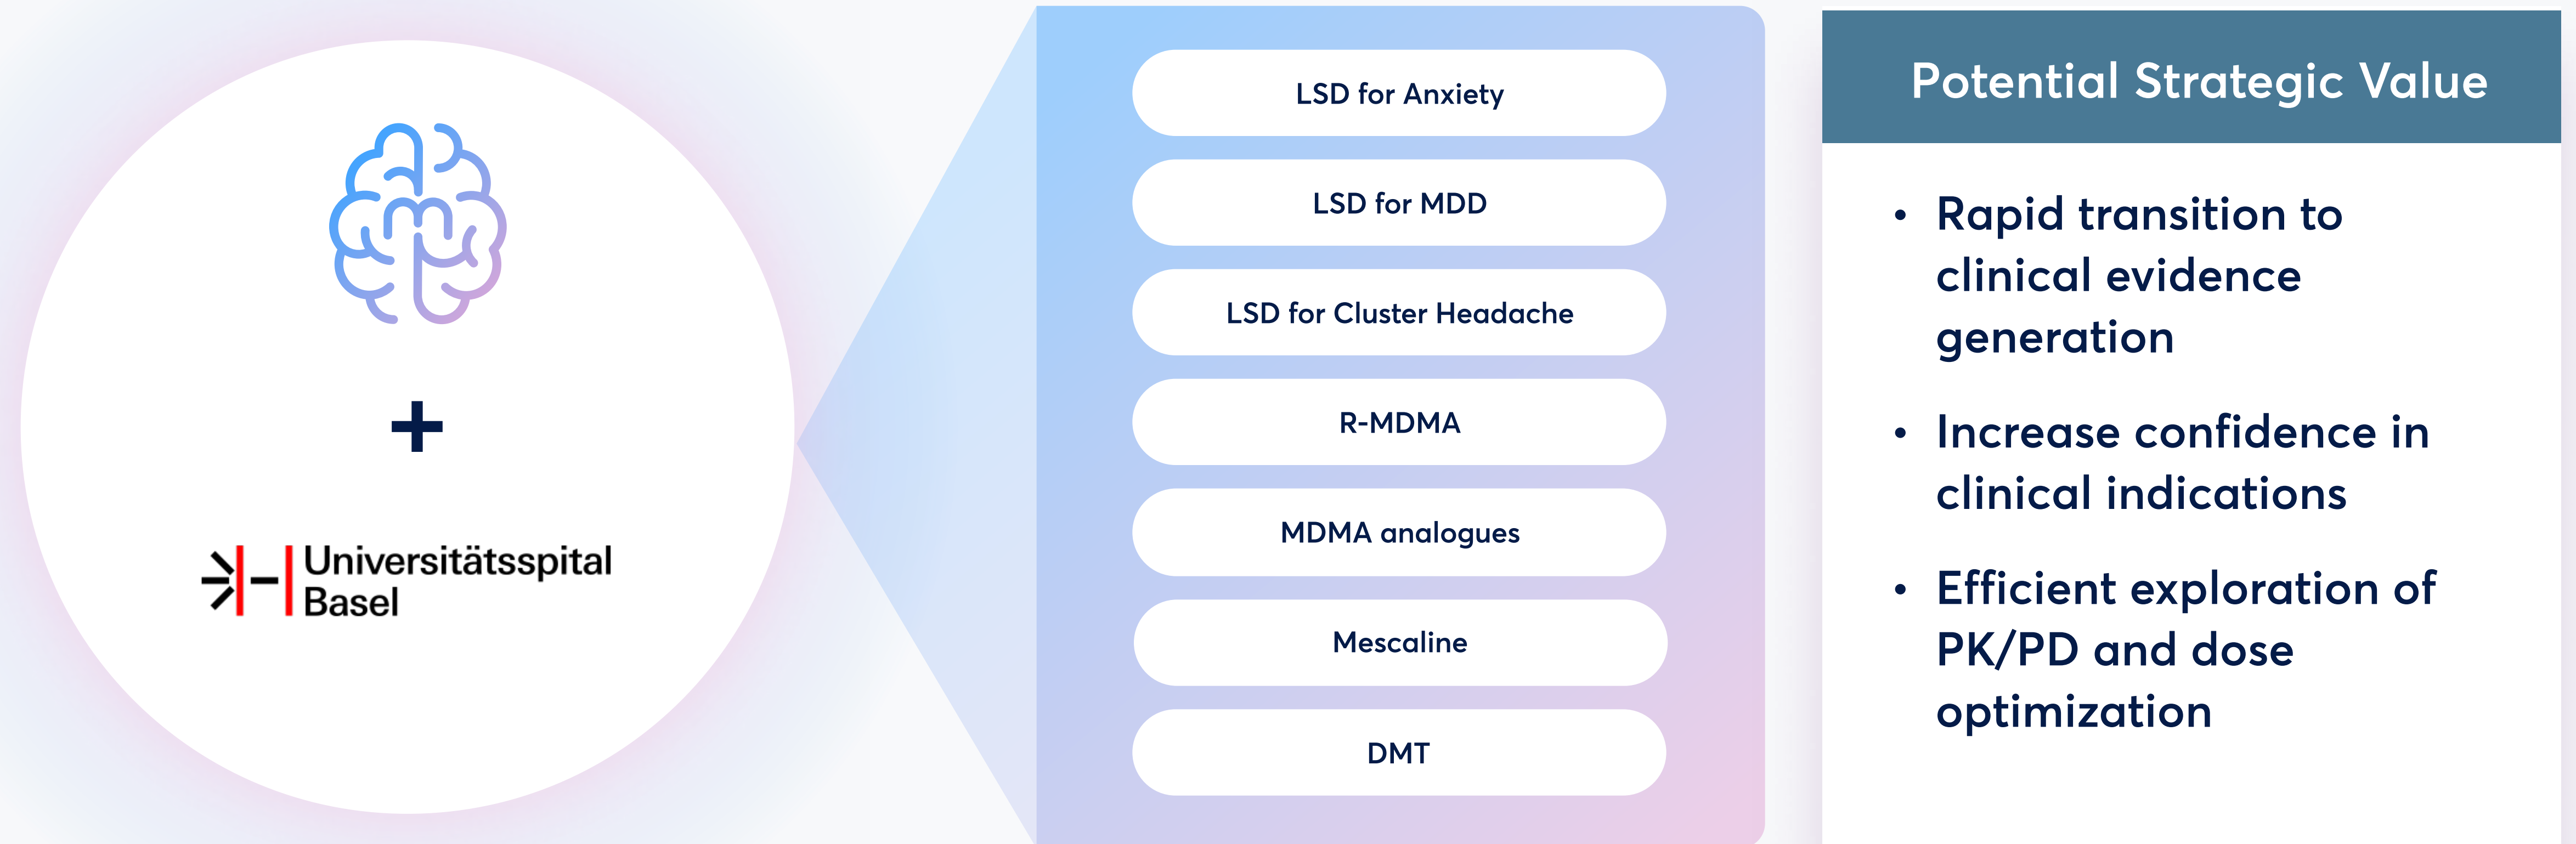 +
Universitätsspital
Basel
LSD for Anxiety
LSD for MDD
LSD for Cluster Headache
R-MDMA
MDMA analogues
Mescaline
DMT
Potential Strategic Value
• Rapid transition to
clinical evidence
generation
• Increase confidence in
clinical indications
• Efficient exploration of
PK/PD and dose
optimization